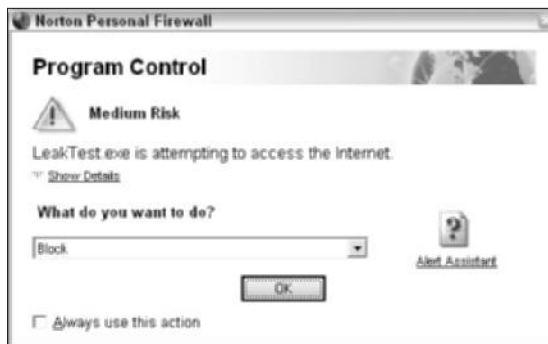 Norton Personal Firewall
Program Control
Medium Risk
LeakTest.exe is attempting to access the Internet.
Show Details
What do you want to do?
Block
Alert Assistant
OK
Always use this action